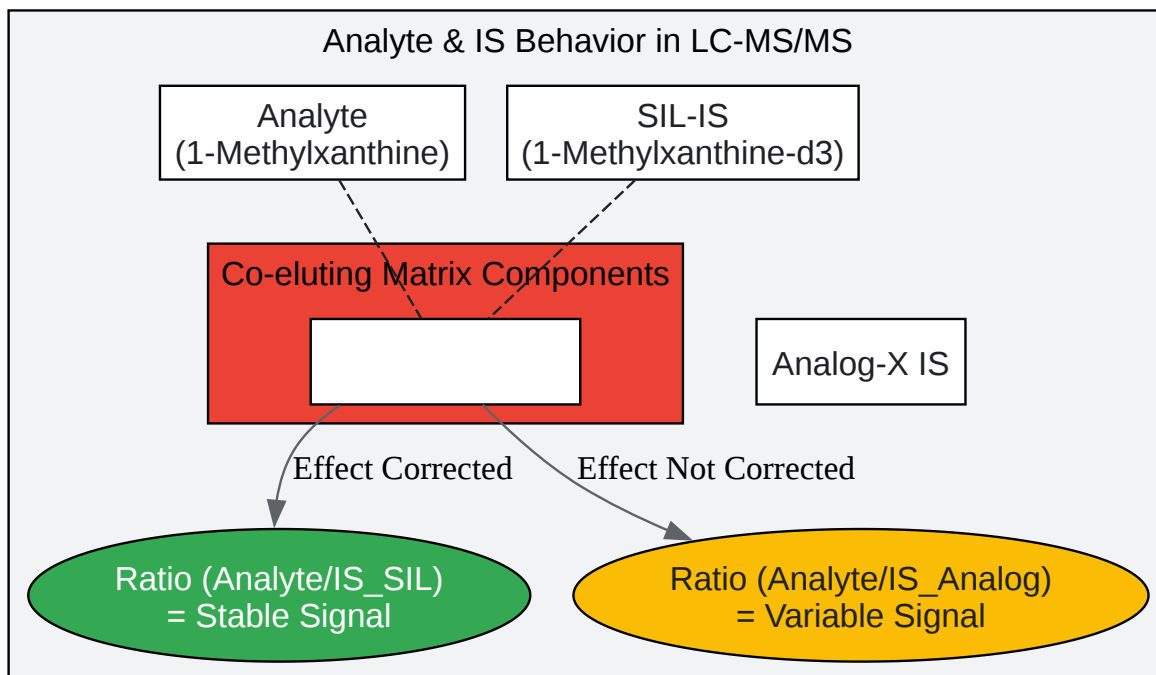 Analyte & IS Behavior in LC-MS/MS
Analyte
(1-Methylxanthine)
SIL-IS
(1-Methylxanthine-d3)
Co-eluting Matrix Components
Analog-X IS
Effect Corrected
Effect Not Corrected
Ratio (Analyte/IS_SIL)
= Stable Signal
Ratio (Analyte/IS_Analog)
= Variable Signal